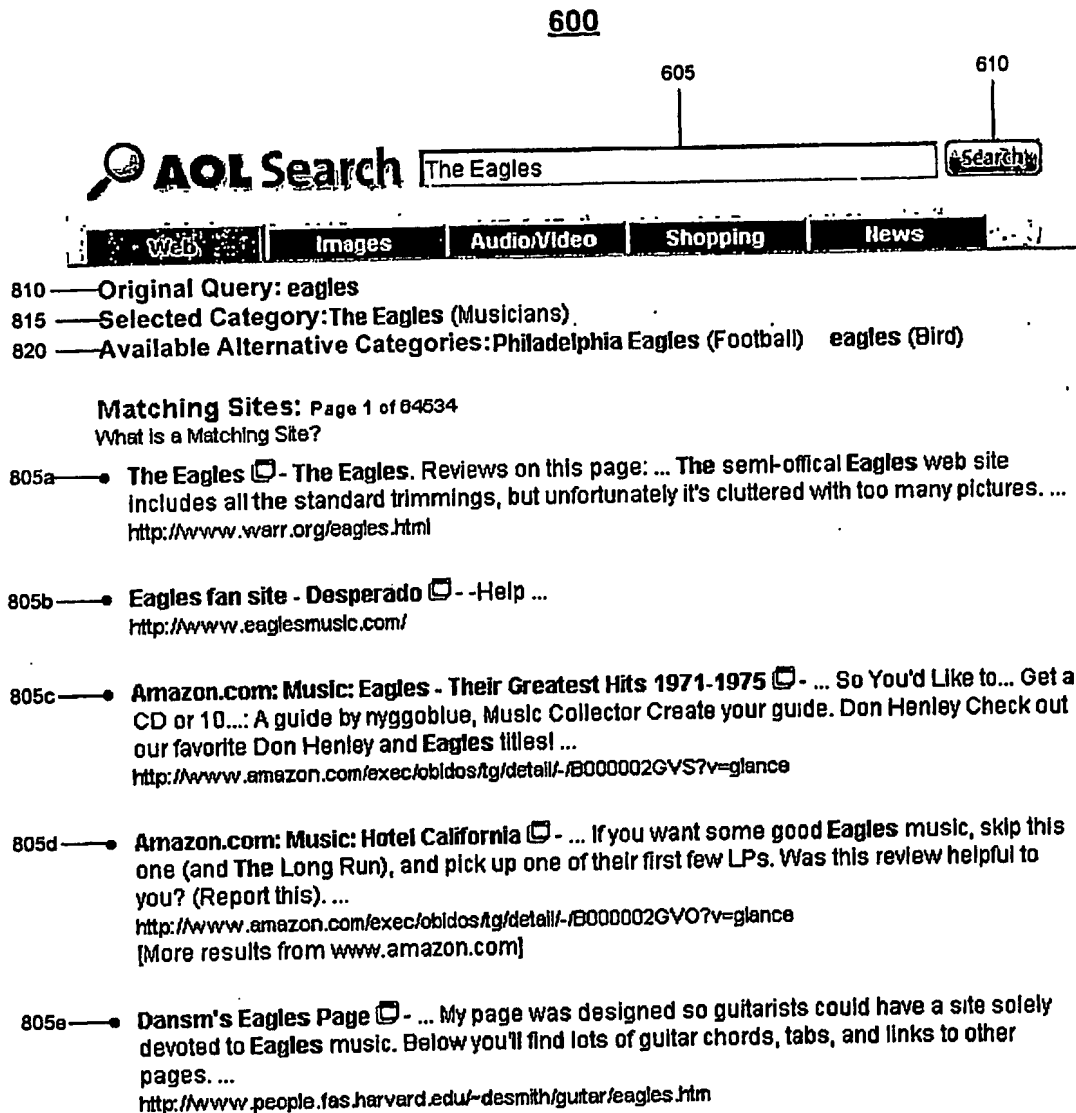 600
605
610
AOL Search The Eagles Search
Web Images Audio/Video Shopping News
810 Original Query: eagles
815 Selected Category:The Eagles (Musicians)
820 Available Alternative Categories:Philadelphia Eagles (Football) eagles (Bird)
Matching Sites: Page 1 of 64534
What is a Matching Site?
805a The Eagles - The Eagles. Reviews on this page: ... The semi-offical Eagles web site
includes all the standard trimmings, but unfortunately it's cluttered with too many pictures. ...
http://www.warr.org/eagles.html
805b Eagles fan site - Desperado - -Help ...
http://www.eaglesmusic.com/
805c Amazon.com: Music: Eagles - Their Greatest Hits 1971-1975 - ... So You'd Like to... Get a
CD or 10...: A guide by nyggoblue, Music Collector Create your guide. Don Henley Check out
our favorite Don Henley and Eagles titles! ...
http://www.amazon.com/exec/obidos/tg/detail/-/B000002GVS?v=glance
805d Amazon.com: Music: Hotel California - ... If you want some good Eagles music, skip this
one (and The Long Run), and pick up one of their first few LPs. Was this review helpful to
you? (Report this). ...
http://www.amazon.com/exec/obidos/tg/detail/-/B000002GVO?v=glance
[More results from www.amazon.com]
805e Dansm's Eagles Page - ... My page was designed so guitarists could have a site solely
devoted to Eagles music. Below you'll find lots of guitar chords, tabs, and links to other
pages. ...
http://www.people.fas.harvard.edu/~desmith/guitar/eagles.htm